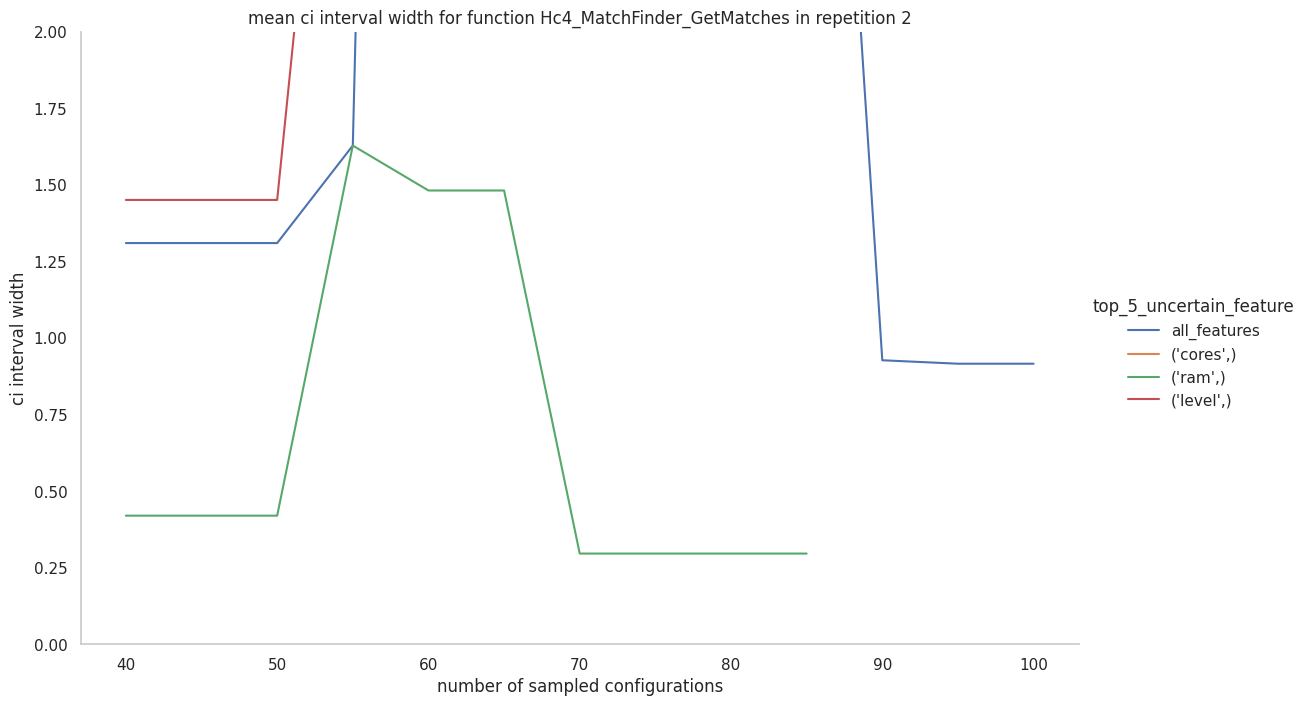 mean ci interval width for function Hc4_MatchFinder_GetMatches in repetition 2
2.00
1.75
1.50
1.25
1.00
0.75
0.50
0.25
0.00
ci interval width
40 50 60 70 80 90 100
number of sampled configurations
top_5_uncertain_feature
all_features
('cores',)
('ram',)
('level',)